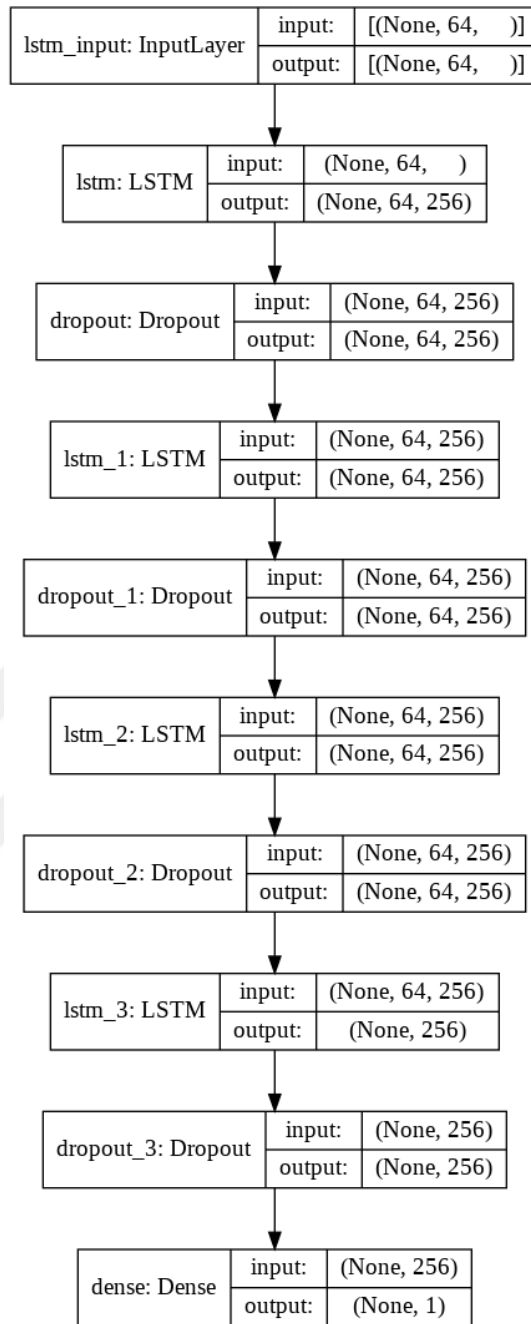 lstm_input: InputLayer
input: [(None, 64, )]
output: [(None, 64, )]
lstm: LSTM
input: (None, 64, )
output: (None, 64, 256)
dropout: Dropout
input: (None, 64, 256)
output: (None, 64, 256)
lstm_1: LSTM
input: (None, 64, 256)
output: (None, 64, 256)
dropout_1: Dropout
input: (None, 64, 256)
output: (None, 64, 256)
lstm_2: LSTM
input: (None, 64, 256)
output: (None, 64, 256)
dropout_2: Dropout
input: (None, 64, 256)
output: (None, 64, 256)
lstm_3: LSTM
input: (None, 64, 256)
output: (None, 256)
dropout_3: Dropout
input: (None, 256)
output: (None, 256)
dense: Dense
input: (None, 256)
output: (None, 1)